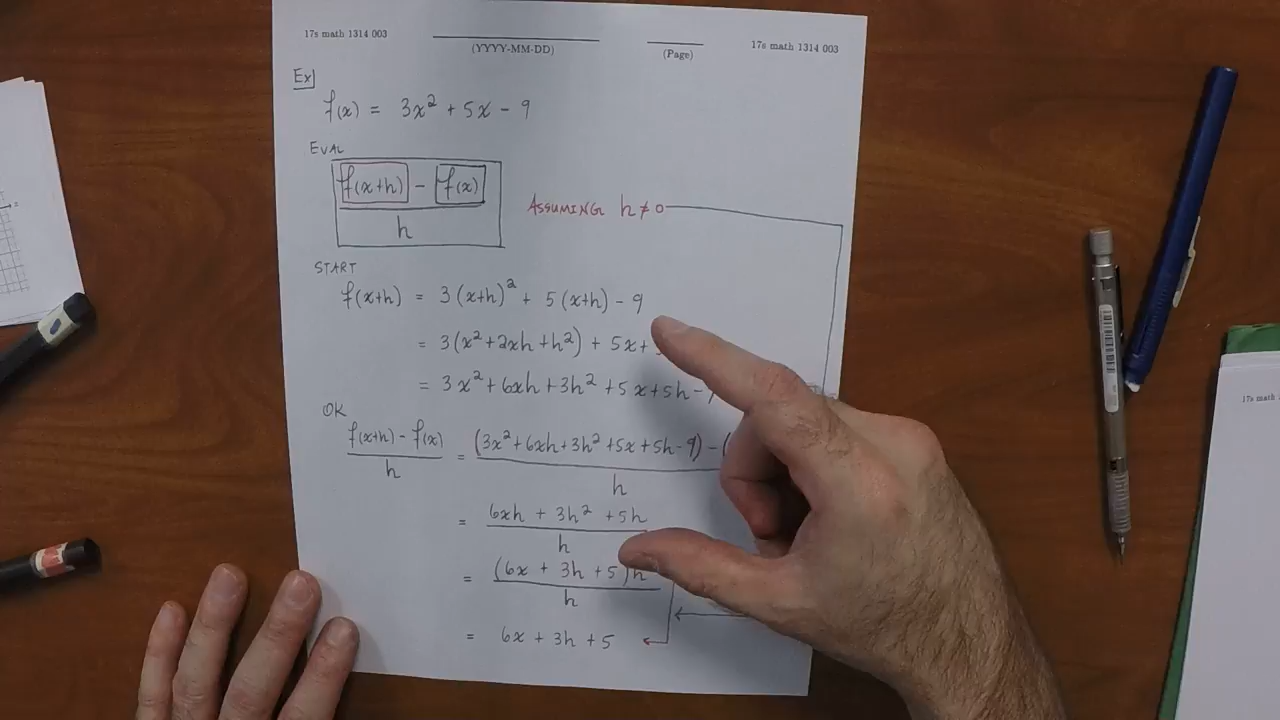 17s math 1314 003
(YYYY-MM-DD)
(Page)
17s math 1314 003
Ex
f(x) = 3x² + 5x - 9
EVAL
f(x+h) - f(x)
h
ASSUMING h ≠ 0
START
f(x+h) = 3(x+h)² + 5(x+h) - 9
= 3(x²+2xh+h²) + 5x+
= 3x²+6xh+3h²+5x+5h-
OK
f(x+h) - f(x) = (3x²+6xh+3h²+5x+5h-9) - (
h h
= 6xh + 3h² + 5h
h
= (6x + 3h + 5)h
h
= 6x + 3h + 5
17s math